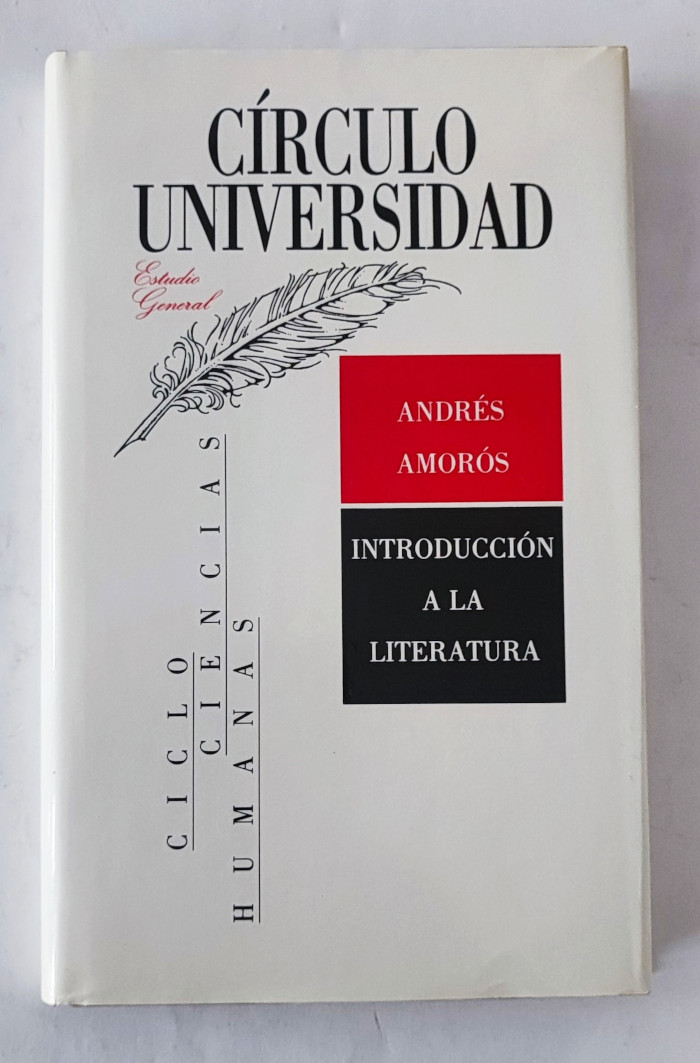 CÍRCULO
UNIVERSIDAD
Estudio
General
ANDRÉS
AMORÓS
INTRODUCCIÓN
A LA
LITERATURA
CICLO
CIENCIAS
HUMANAS